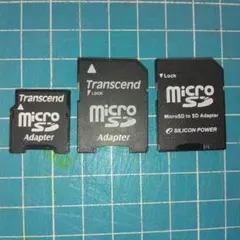 Transcend
micro
SD
Adapter
Transcend
Lock
micro
SD
Adapter
Lock
micro
SD
MicroSD to SD Adapter
SILICON POWER